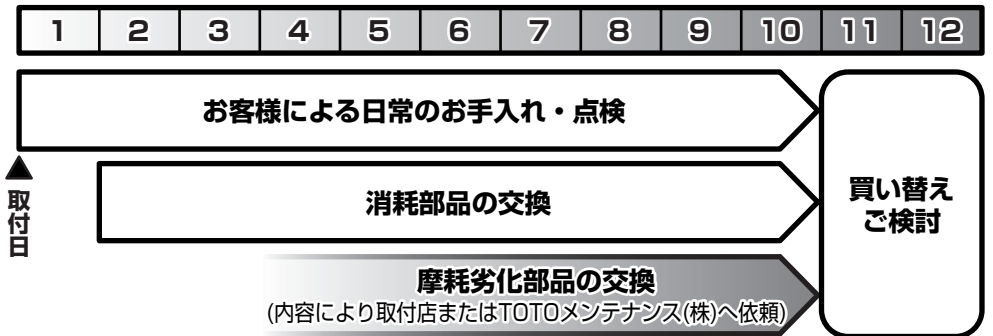 1 2 3 4 5 6 7 8 9 10 11 12
お客様による日常のお手入れ・点検
取付日
消耗部品の交換
買い替え
ご検討
摩耗劣化部品の交換
(内容により取付店またはTOTOメンテナンス(株)へ依頼)